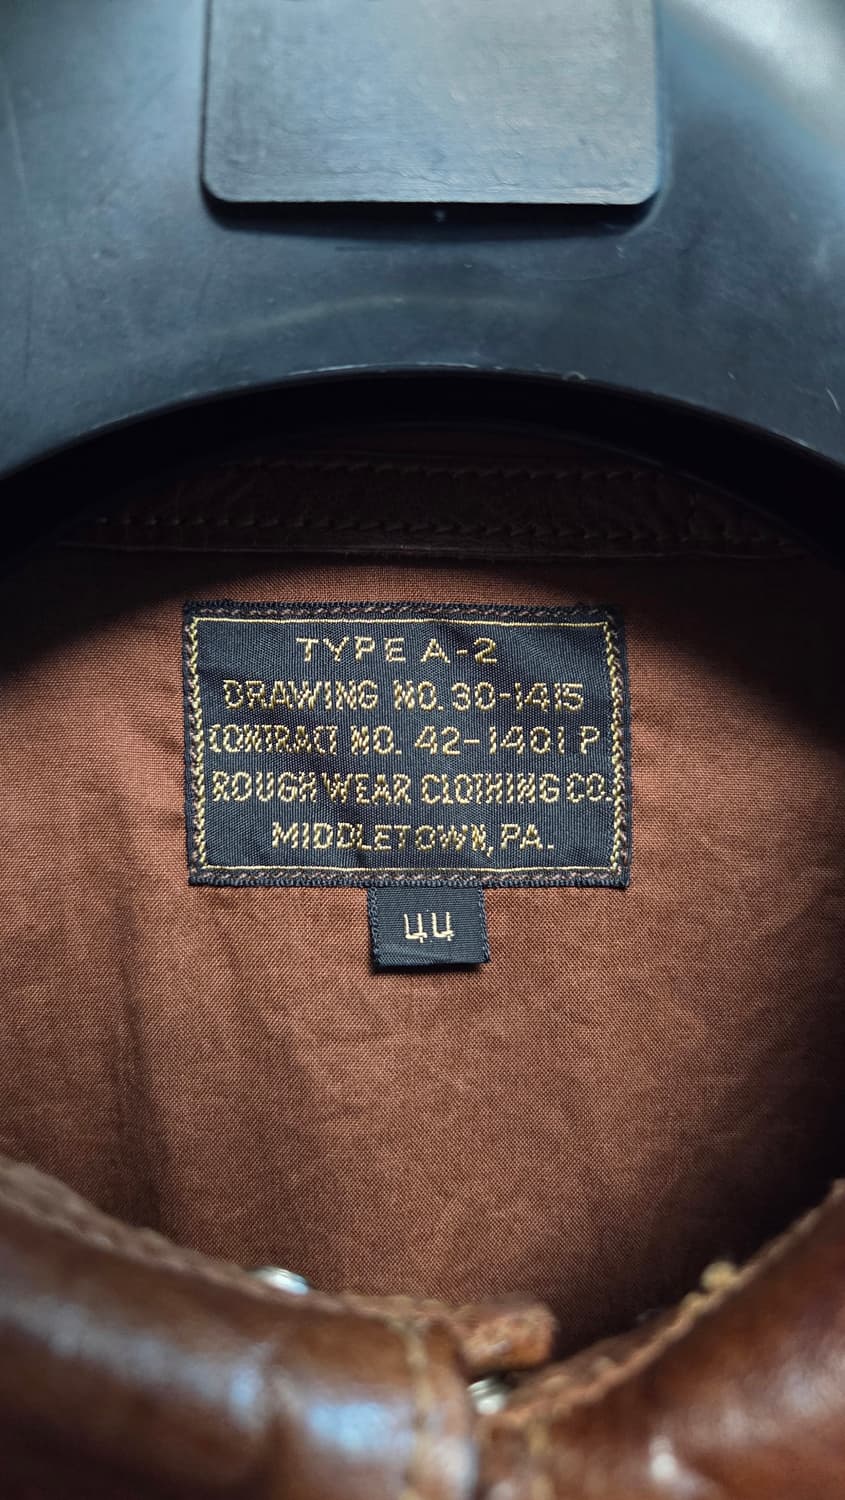 TYPE A-2
DRAWING NO. 30-1415
CONTRACT NO. 42-1401 P
ROUGH WEAR CLOTHING CO.
MIDDLETOWN, PA.
44